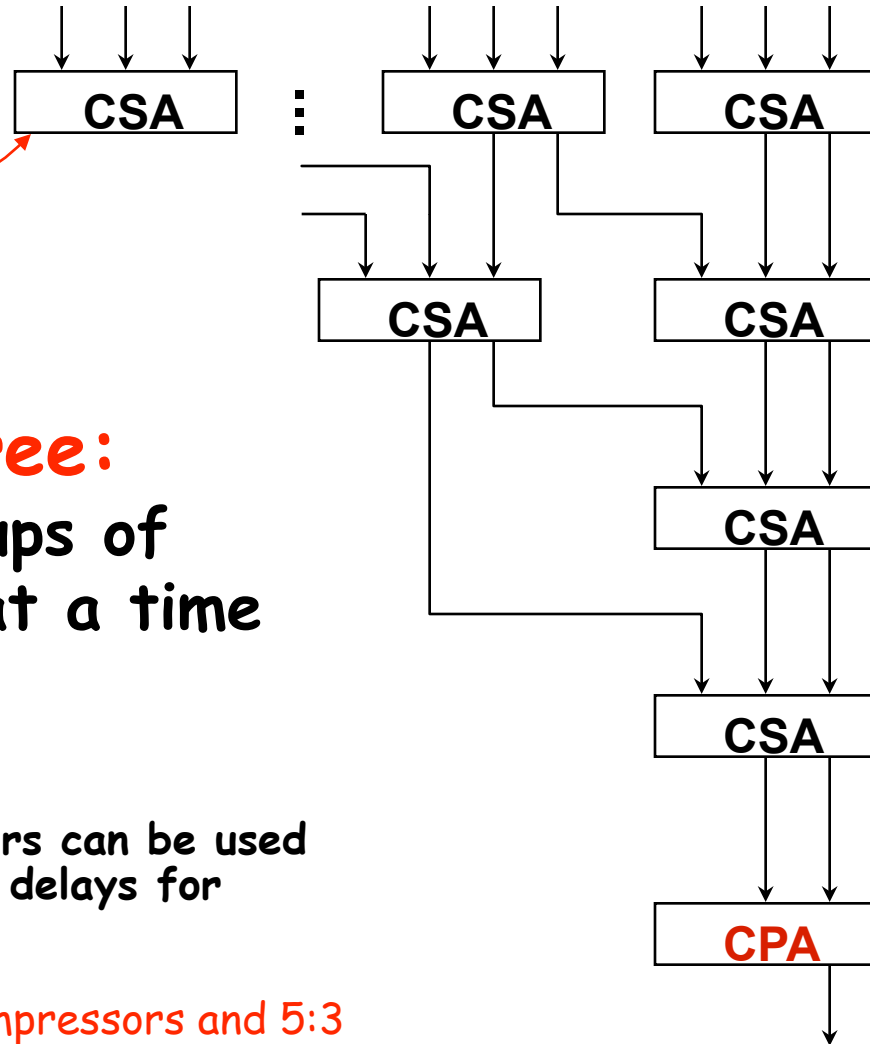 CSA CSA CSA
CSA CSA
ree:
ups of
at a time
CSA
CSA
rs can be used
delays for
CPA
mpressors and 5:3